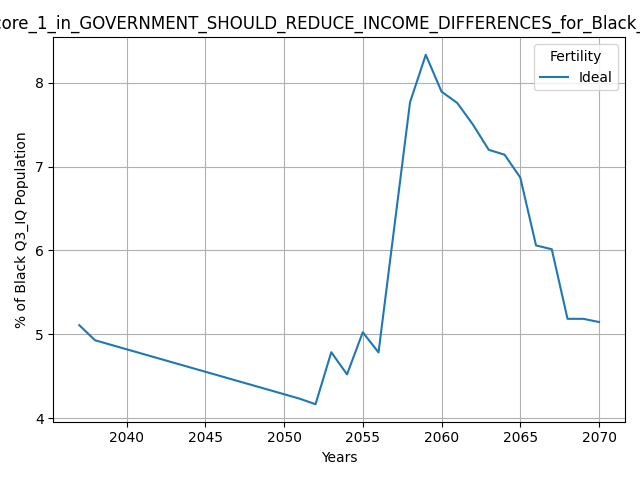 core_1_in_GOVERNMENT_SHOULD_REDUCE_INCOME_DIFFERENCES_for_Black_
Fertility
Ideal
8
7
6
5
4
% of Black Q3_IQ Population
2040 2045 2050 2055 2060 2065 2070
Years